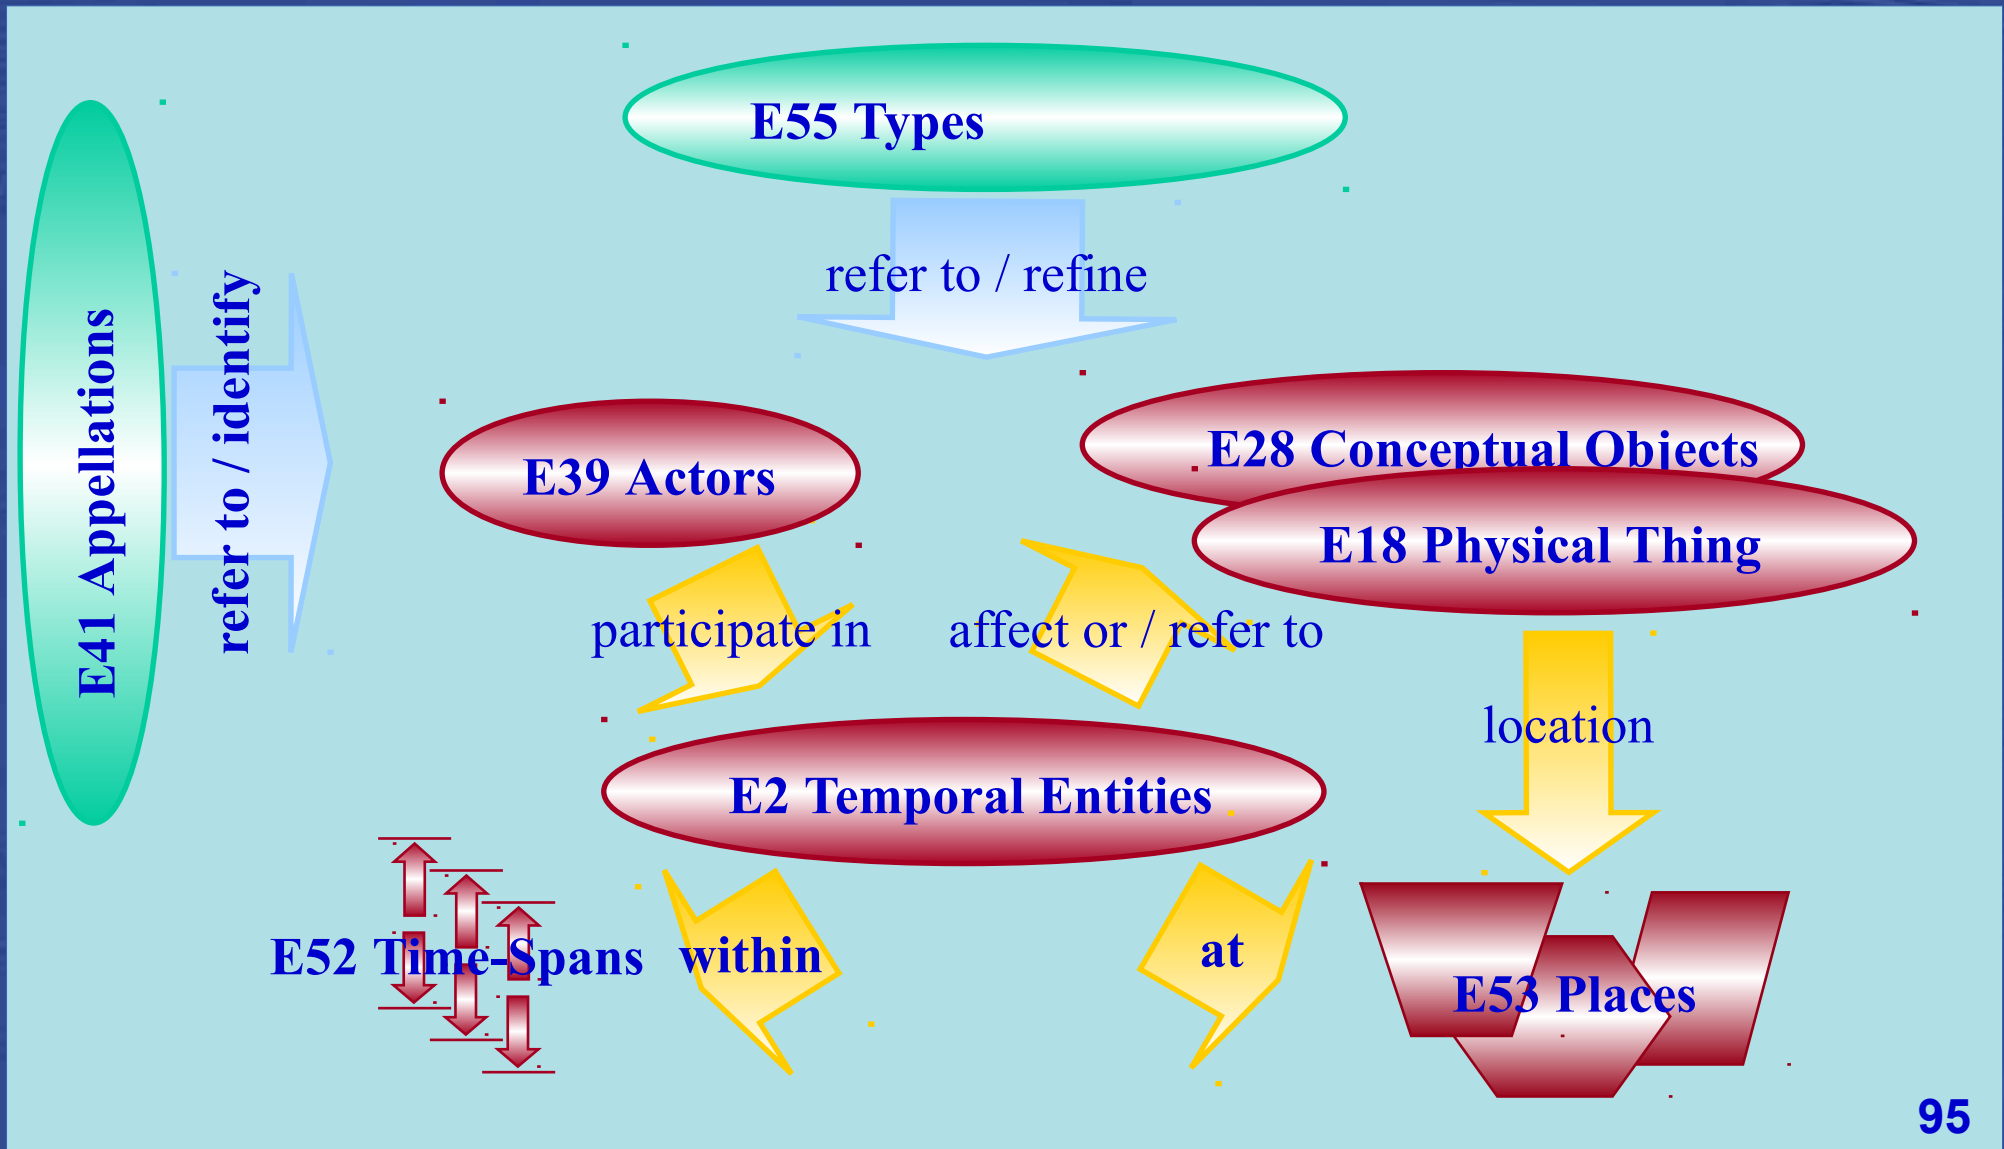 E55 Types
refer to / refine
E41 Appellations
refer to / identify
E39 Actors
E28 Conceptual Objects
E18 Physical Thing
participate in
affect or / refer to
location
E2 Temporal Entities
E52 Time-Spans
within
at
E53 Places
95